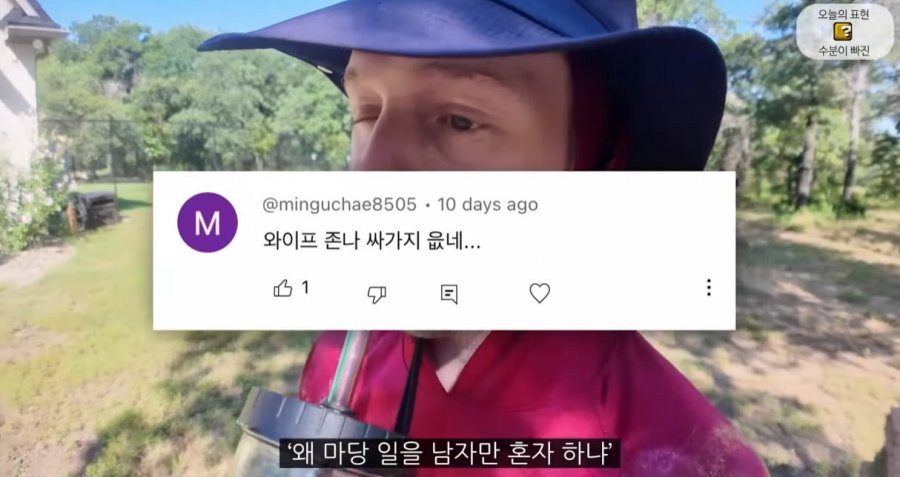 오늘의 표현
?
수분이 빠진
M
@minguchae8505 • 10 days ago
와이프 존나 싸가지 읎네...
1
‘왜 마당 일을 남자만 혼자 하냐’